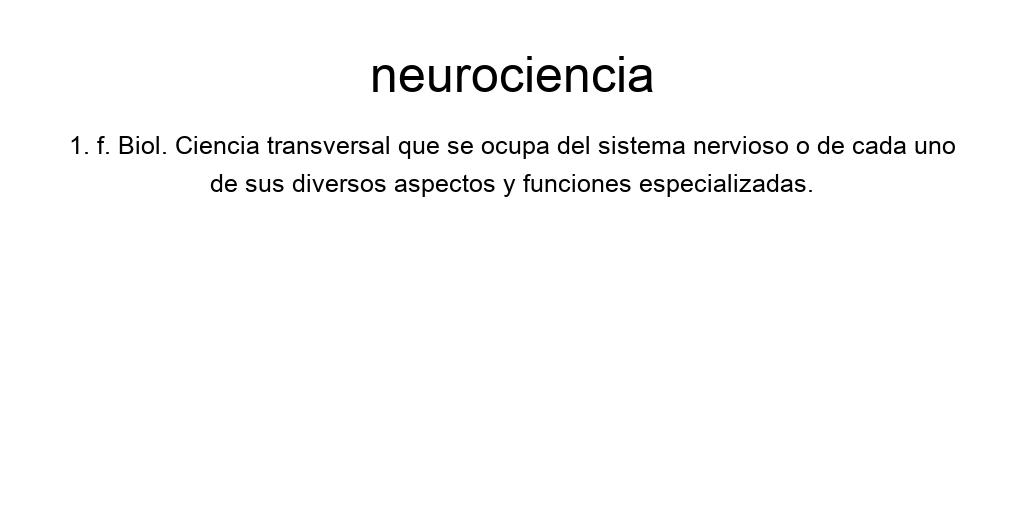 neurociencia
1. f. Biol. Ciencia transversal que se ocupa del sistema nervioso o de cada uno
de sus diversos aspectos y funciones especializadas.